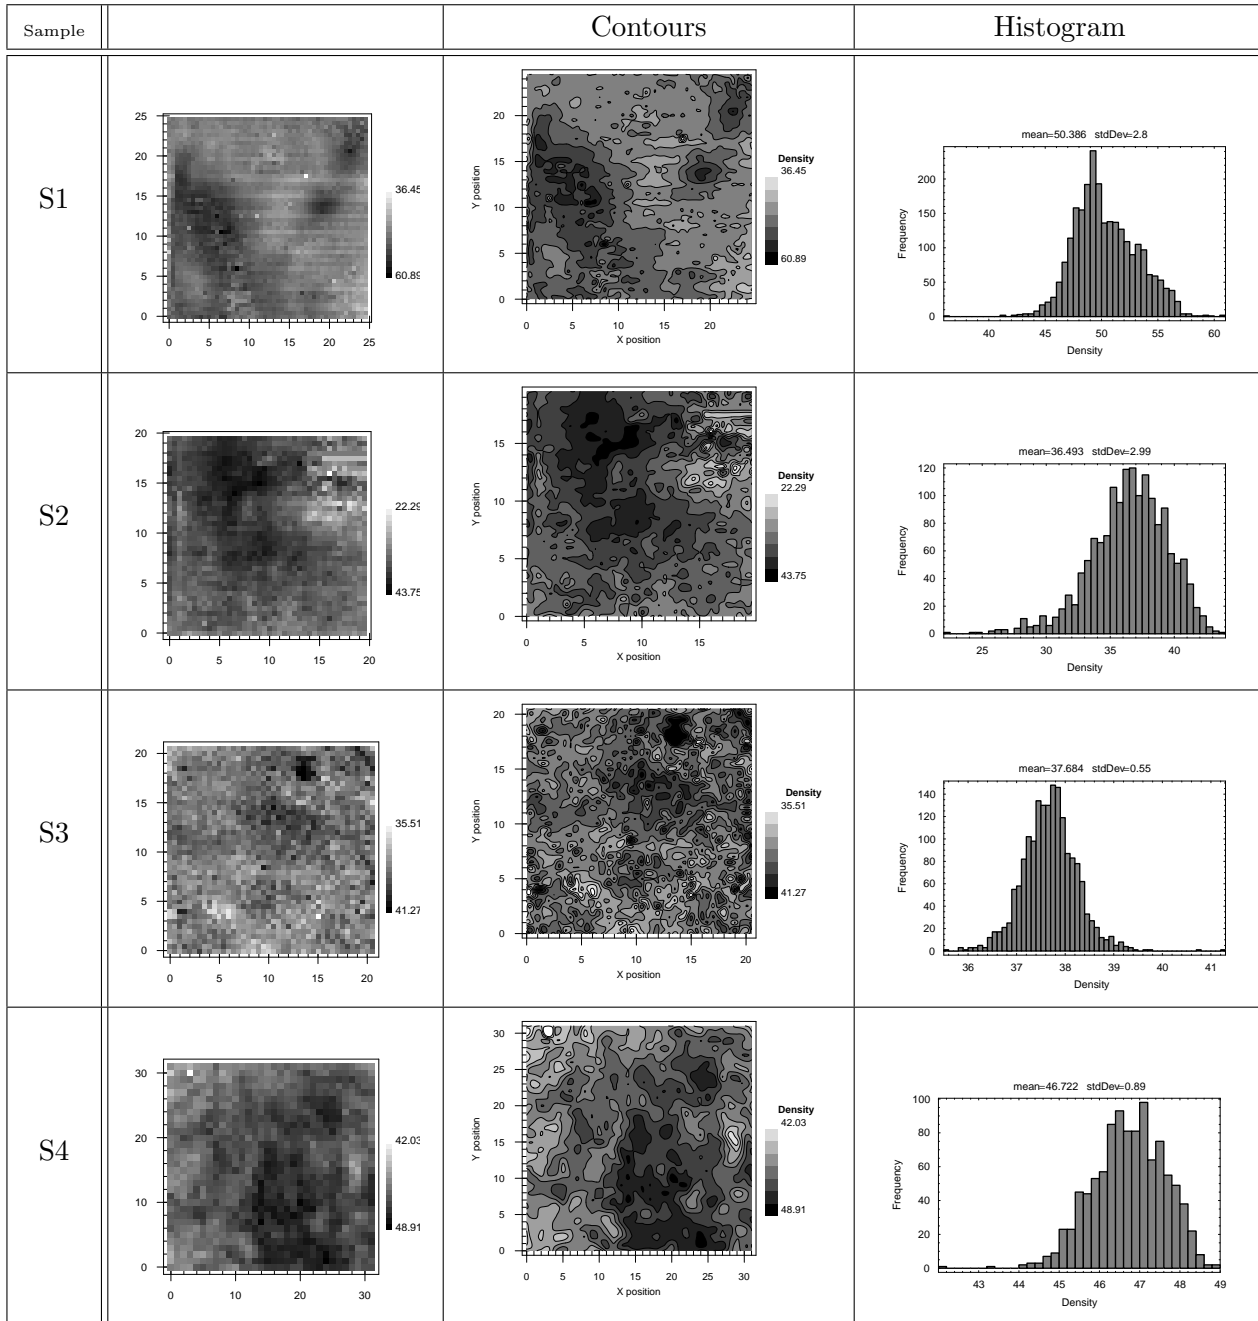 Sample Contours Histogram
S1
25
20
15
10
5
0
0 5 10 15 20 25
36.45
60.89
20
15
10
5
0
Y position
0 5 10 15 20
X position
Density
36.45
60.89
mean=50.386 stdDev=2.8
200
150
100
50
0
Frequency
40 45 50 55 60
Density
S2
20
15
10
5
0
0 5 10 15 20
22.29
43.75
15
10
5
0
Y position
0 5 10 15
X position
Density
22.29
43.75
mean=36.493 stdDev=2.99
120
100
80
60
40
20
0
Frequency
25 30 35 40
Density
S3
20
15
10
5
0
0 5 10 15 20
35.51
41.27
20
15
10
5
0
Y position
0 5 10 15 20
X position
Density
35.51
41.27
mean=37.684 stdDev=0.55
140
120
100
80
60
40
20
0
Frequency
36 37 38 39 40 41
Density
S4
30
20
10
0
0 10 20 30
42.03
48.91
30
25
20
15
10
5
0
Y position
0 5 10 15 20 25 30
X position
Density
42.03
48.91
mean=46.722 stdDev=0.89
100
80
60
40
20
0
Frequency
43 44 45 46 47 48 49
Density